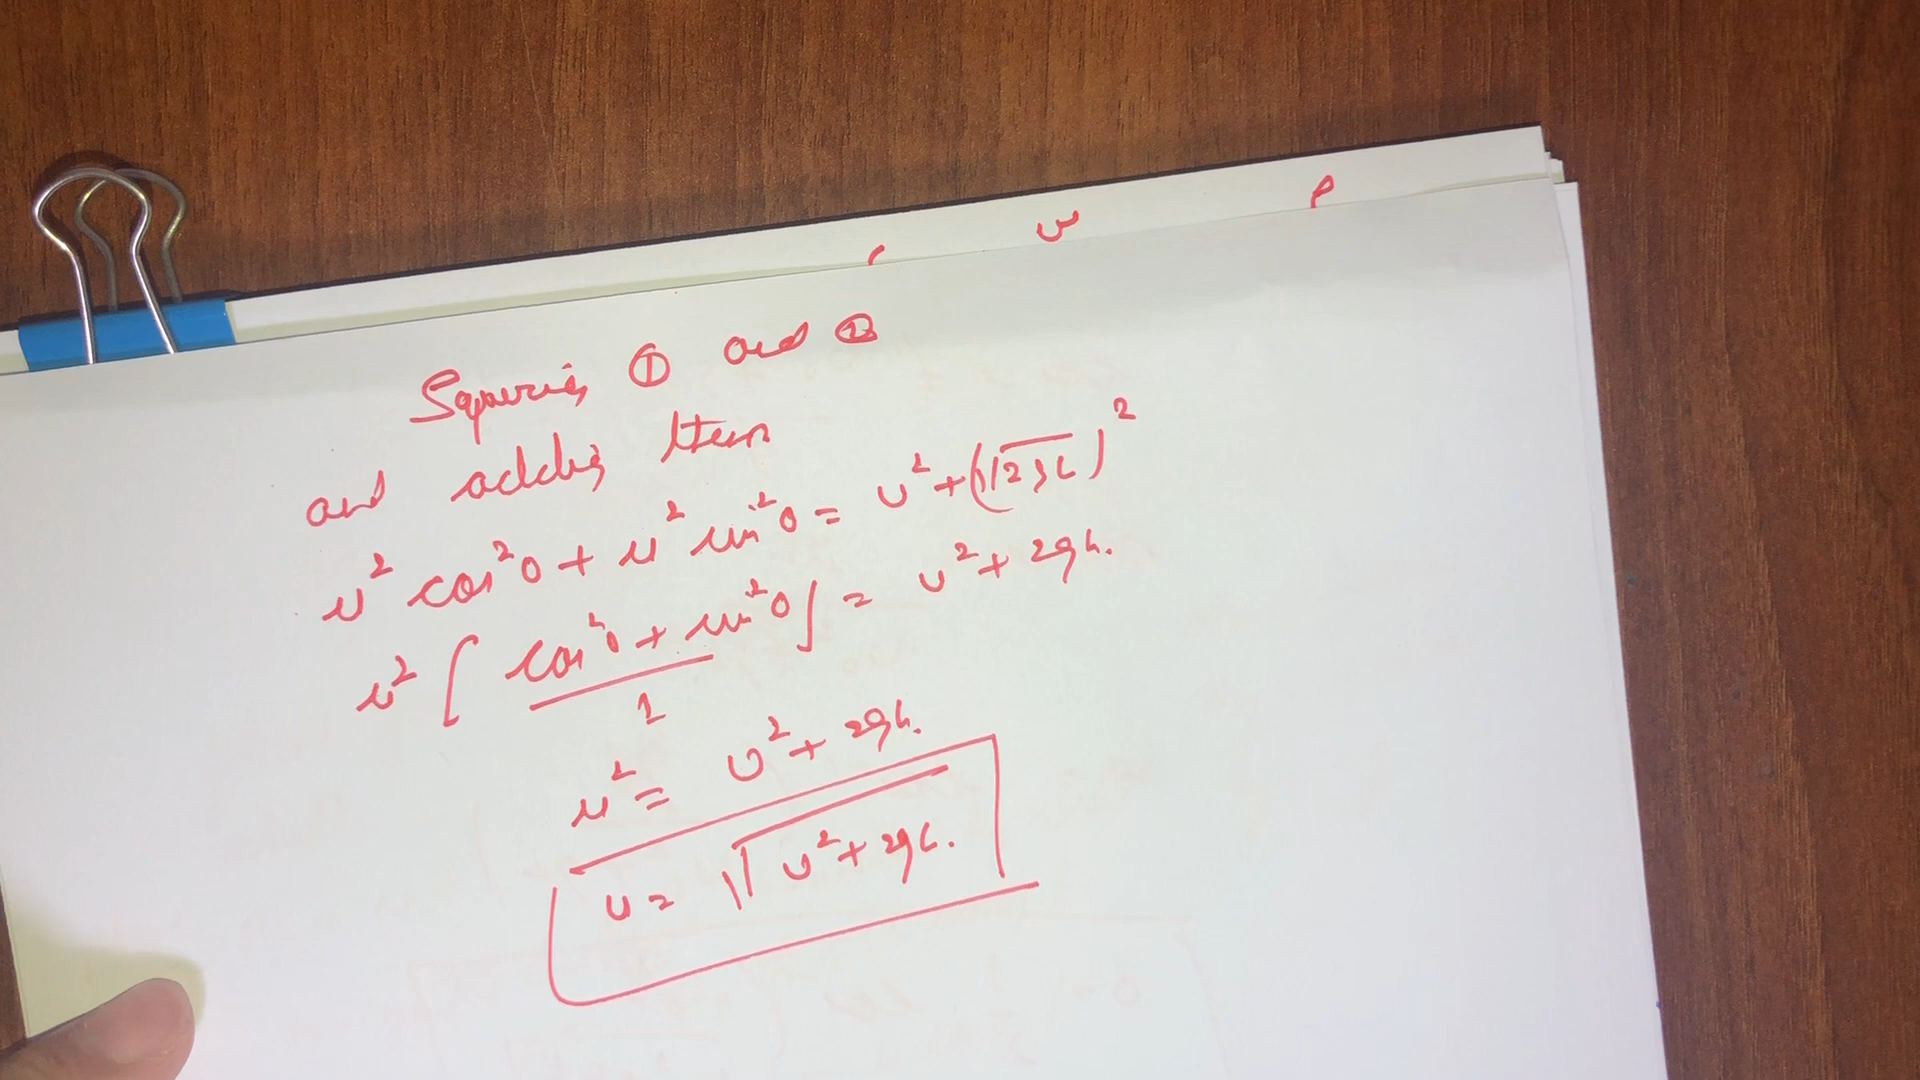 Squaring ① and ②
and adding them
u² cos²θ + u² sin²θ = v² + (√2gh)²
u² [cos²θ + sin²θ] = v² + 2gh.
1
u² = v² + 2gh.
u = √v² + 2gh.